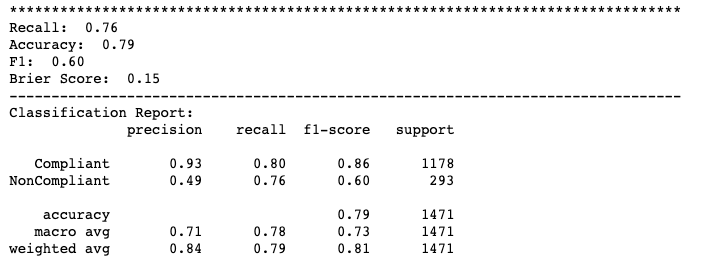 ********************************************************************************
Recall:  0.76
Accuracy:  0.79
F1:  0.60
Brier Score:  0.15
--------------------------------------------------------------------------------
Classification Report:
              precision    recall  f1-score   support

   Compliant       0.93      0.80      0.86      1178
NonCompliant       0.49      0.76      0.60       293

    accuracy                           0.79      1471
   macro avg       0.71      0.78      0.73      1471
weighted avg       0.84      0.79      0.81      1471